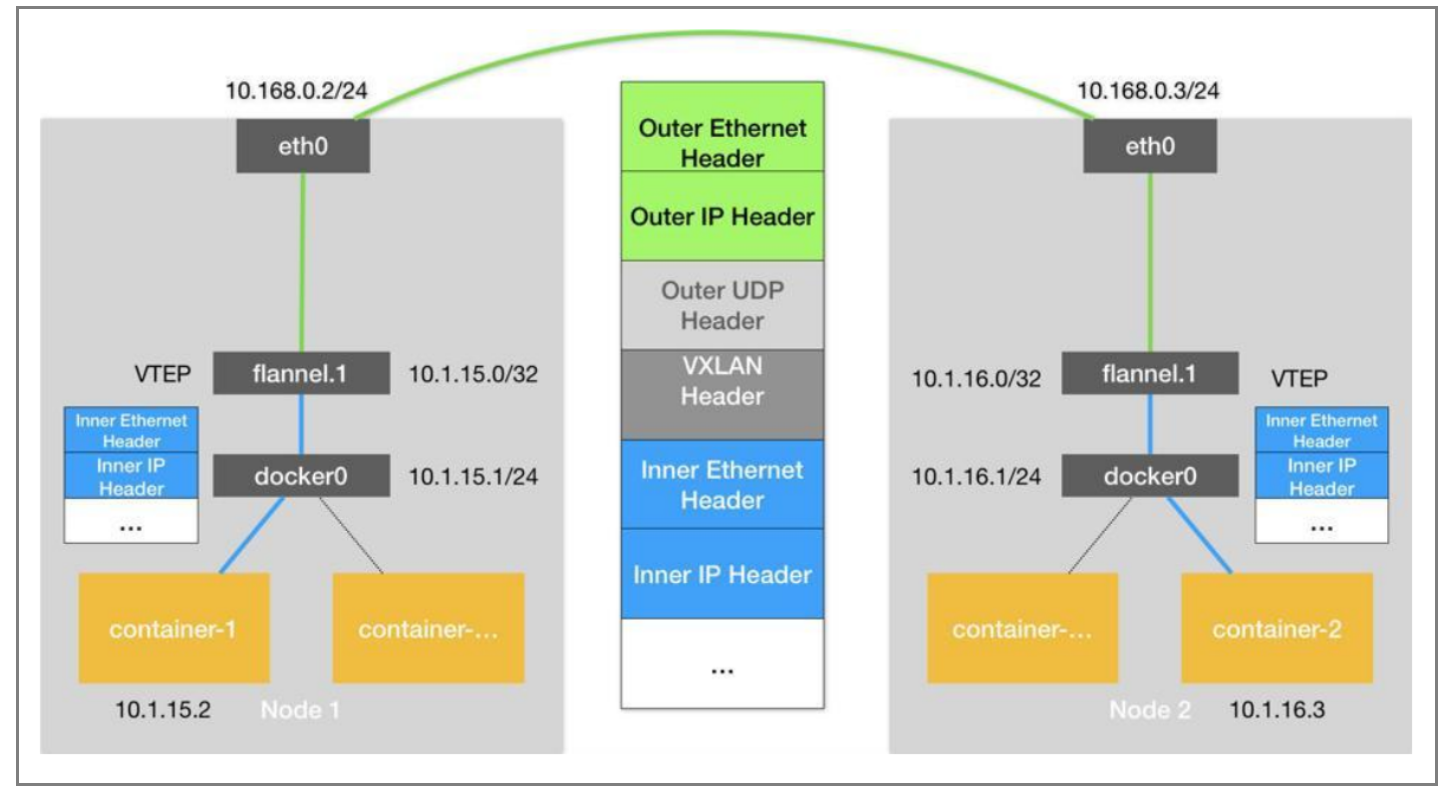 10.168.0.2/24
eth0
VTEP
flannel.1
10.1.15.0/32
Inner Ethernet
Header
Inner IP
Header
...
docker0
10.1.15.1/24
container-1
container-...
10.1.15.2
Node 1
Outer Ethernet
Header
Outer IP Header
Outer UDP
Header
VXLAN
Header
Inner Ethernet
Header
Inner IP Header
...
10.168.0.3/24
eth0
10.1.16.0/32
flannel.1
VTEP
10.1.16.1/24
docker0
Inner Ethernet
Header
Inner IP
Header
...
container-...
container-2
Node 2
10.1.16.3